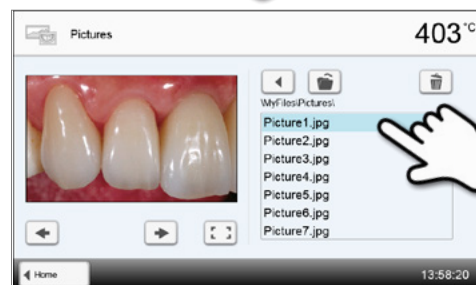 Pictures
403 °C
\MyFiles\Pictures\
Picture1.jpg
Picture2.jpg
Picture3.jpg
Picture4.jpg
Picture5.jpg
Picture6.jpg
Picture7.jpg
Home
13:58:20